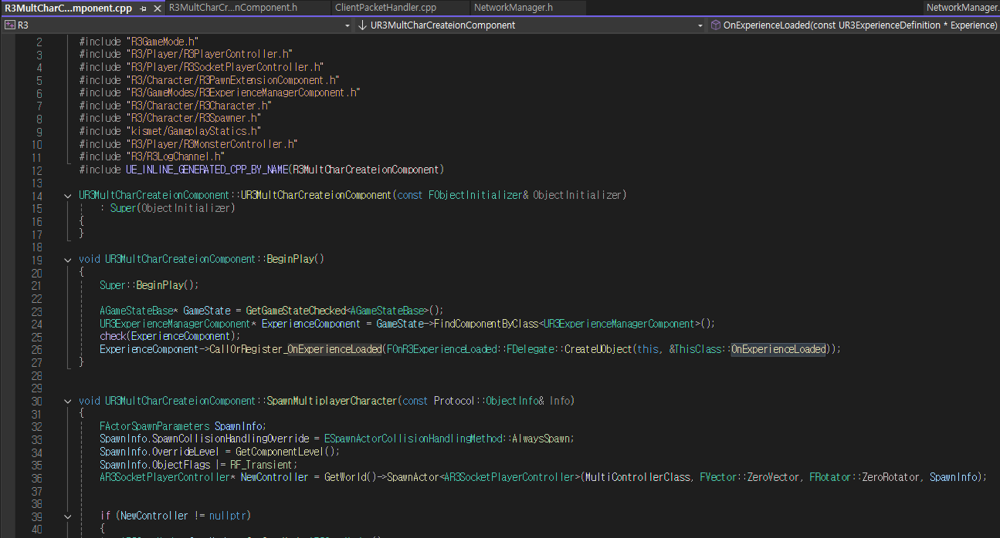 R3MultCharC...mponent.cpp R3MultCharCr...nComponent.h ClientPacketHandler.cpp NetworkManager.h NetworkManager.
R3 UR3MultCharCreateionComponent OnExperienceLoaded(const UR3ExperienceDefinition * Experience)
2 #include "R3GameMode.h"
3 #include "R3/Player/R3PlayerController.h"
4 #include "R3/Player/R3SocketPlayerController.h"
5 #include "R3/Character/R3PawnExtensionComponent.h"
6 #include "R3/GameModes/R3ExperienceManagerComponent.h"
7 #include "R3/Character/R3Character.h"
8 #include "R3/Character/R3Spawner.h"
9 #include "kismet/GameplayStatics.h"
10 #include "R3/Player/R3MonsterController.h"
11 #include "R3/R3LogChannel.h"
12 #include UE_INLINE_GENERATED_CPP_BY_NAME(R3MultCharCreateionComponent)
13
14 UR3MultCharCreateionComponent::UR3MultCharCreateionComponent(const FObjectInitializer& ObjectInitializer)
15 : Super(ObjectInitializer)
16 {
17 }
18
19 void UR3MultCharCreateionComponent::BeginPlay()
20 {
21 Super::BeginPlay();
22
23 AGameStateBase* GameState = GetGameStateChecked<AGameStateBase>();
24 UR3ExperienceManagerComponent* ExperienceComponent = GameState->FindComponentByClass<UR3ExperienceManagerComponent>();
25 check(ExperienceComponent);
26 ExperienceComponent->CallOrRegister_OnExperienceLoaded(FOnR3ExperienceLoaded::FDelegate::CreateUObject(this, &ThisClass::OnExperienceLoaded));
27 }
28
29
30 void UR3MultCharCreateionComponent::SpawnMultiplayerCharacter(const Protocol::ObjectInfo& Info)
31 {
32 FActorSpawnParameters SpawnInfo;
33 SpawnInfo.SpawnCollisionHandlingOverride = ESpawnActorCollisionHandlingMethod::AlwaysSpawn;
34 SpawnInfo.OverrideLevel = GetComponentLevel();
35 SpawnInfo.ObjectFlags |= RF_Transient;
36 AR3SocketPlayerController* NewController = GetWorld()->SpawnActor<AR3SocketPlayerController>(MultiControllerClass, FVector::ZeroVector, FRotator::ZeroRotator, SpawnInfo);
37
38
39 if (NewController != nullptr)
40 {